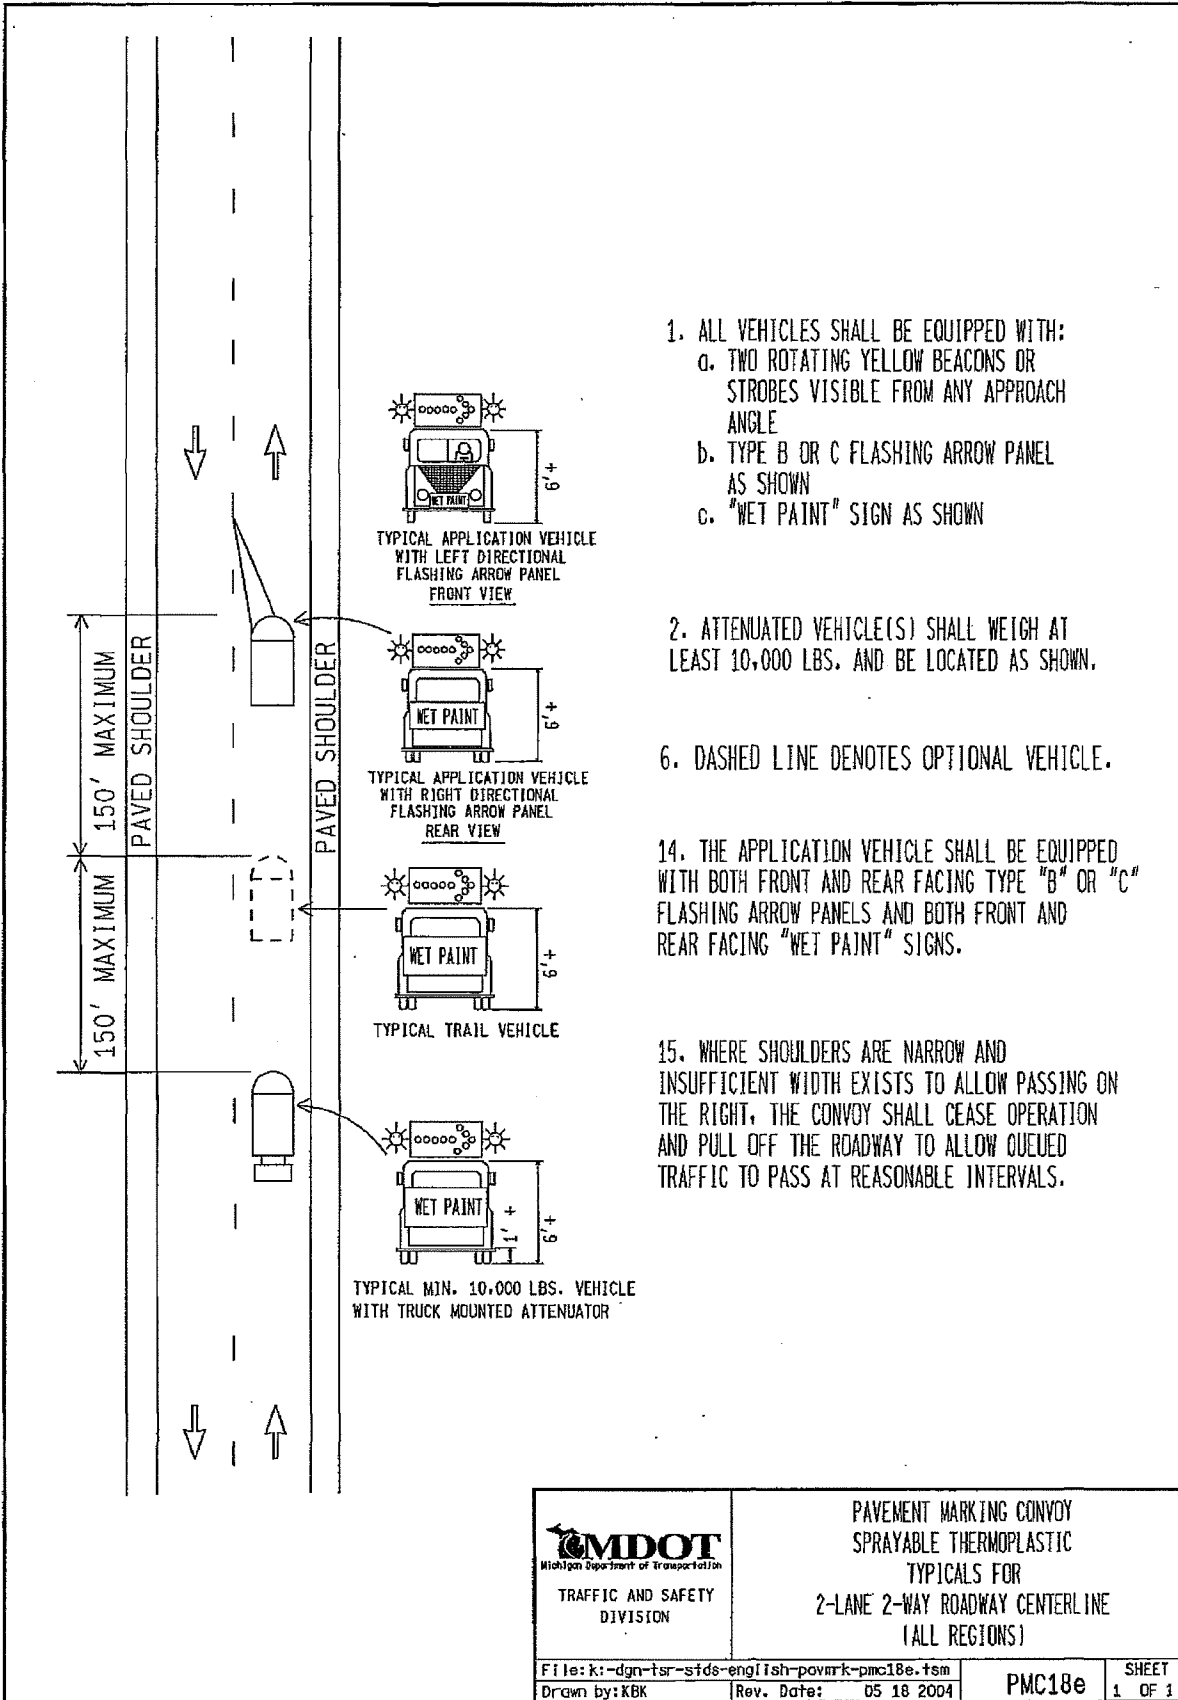 1. ALL VEHICLES SHALL BE EQUIPPED WITH:
a. TWO ROTATING YELLOW BEACONS OR
STROBES VISIBLE FROM ANY APPROACH
ANGLE
b. TYPE B OR C FLASHING ARROW PANEL
AS SHOWN
c. "WET PAINT" SIGN AS SHOWN
2. ATTENUATED VEHICLE(S) SHALL WEIGH AT
LEAST 10,000 LBS. AND BE LOCATED AS SHOWN.
6. DASHED LINE DENOTES OPTIONAL VEHICLE.
14. THE APPLICATION VEHICLE SHALL BE EQUIPPED
WITH BOTH FRONT AND REAR FACING TYPE "B" OR "C"
FLASHING ARROW PANELS AND BOTH FRONT AND
REAR FACING "WET PAINT" SIGNS.
15. WHERE SHOULDERS ARE NARROW AND
INSUFFICIENT WIDTH EXISTS TO ALLOW PASSING ON
THE RIGHT, THE CONVOY SHALL CEASE OPERATION
AND PULL OFF THE ROADWAY TO ALLOW QUEUED
TRAFFIC TO PASS AT REASONABLE INTERVALS.
WET PAINT
6'+
TYPICAL APPLICATION VEHICLE
WITH LEFT DIRECTIONAL
FLASHING ARROW PANEL
FRONT VIEW
WET PAINT
6'+
TYPICAL APPLICATION VEHICLE
WITH RIGHT DIRECTIONAL
FLASHING ARROW PANEL
REAR VIEW
WET PAINT
6'+
TYPICAL TRAIL VEHICLE
WET PAINT
1' +
6'+
TYPICAL MIN. 10,000 LBS. VEHICLE
WITH TRUCK MOUNTED ATTENUATOR
150' MAXIMUM
150' MAXIMUM
PAVED SHOULDER
PAVED SHOULDER
MDOT
Michigan Department of Transportation
TRAFFIC AND SAFETY
DIVISION
PAVEMENT MARKING CONVOY
SPRAYABLE THERMOPLASTIC
TYPICALS FOR
2-LANE 2-WAY ROADWAY CENTERLINE
(ALL REGIONS)
File:k:-dgn-tsr-stds-english-pavmrk-pmc18e.tsm
Drawn by:KBK
Rev. Date: 05 18 2004
PMC18e
SHEET
1 OF 1